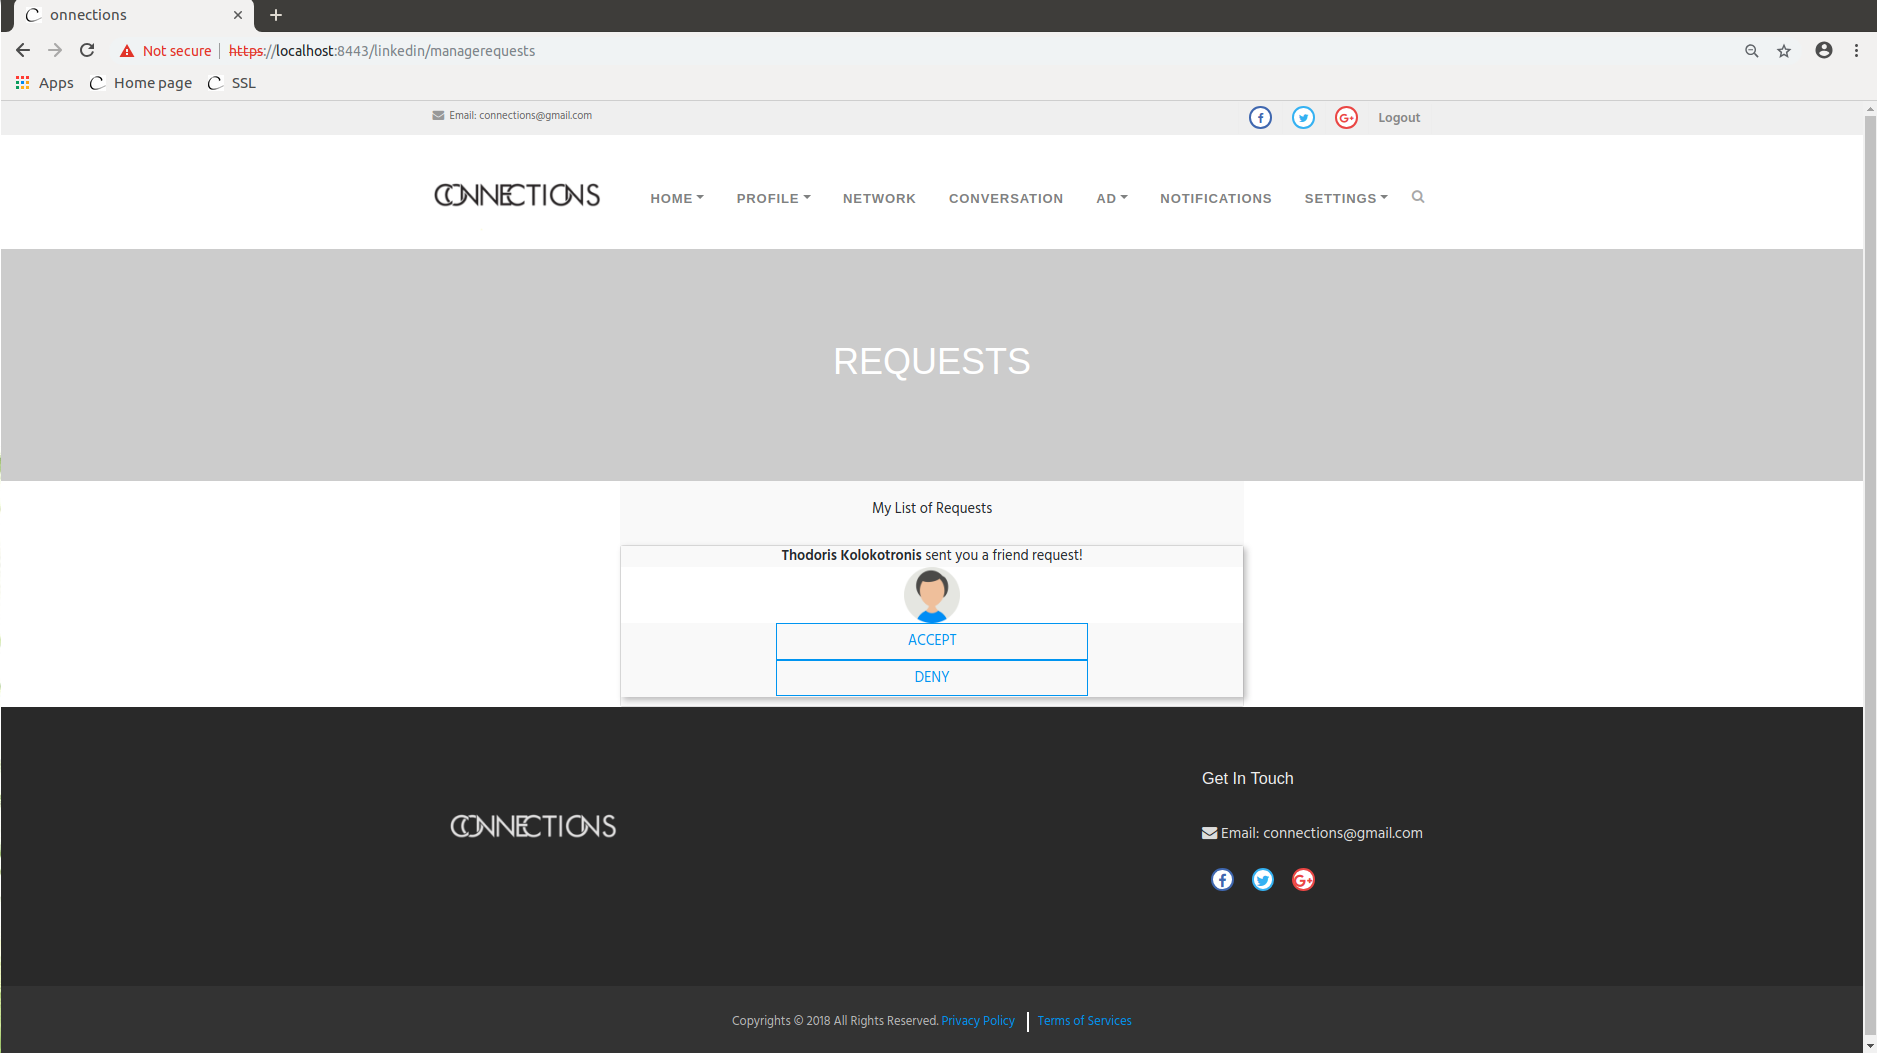 onnections
Not secure https://localhost:8443/linkedin/managerequests
Apps Home page SSL
Email: connections@gmail.com Logout
CONNECTIONS HOME PROFILE NETWORK CONVERSATION AD NOTIFICATIONS SETTINGS
REQUESTS
My List of Requests
Thodoris Kolokotronis sent you a friend request!
ACCEPT
DENY
Get In Touch
CONNECTIONS
Email: connections@gmail.com
Copyrights © 2018 All Rights Reserved. Privacy Policy Terms of Services